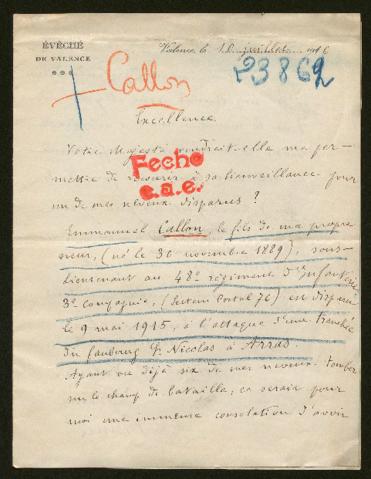 ÉVÊCHÉ
DE VALENCE
Valence le 10 juillet 1916
23862
Callon
Excellence
Votre Majesté voudrait-elle me per-
mettre de recourir à sa bienveillance pour
un de mes neveux disparus ?
Fecho
e.a.e.
Emmanuel Callon, le fils de ma propre
sœur, (né le 30 novembre 1889), sous-
lieutenant au 48e régiment d'Infanterie
3e Compagnie, (Secteur Postal 76) est disparu
le 9 mai 1915, à l'attaque d'une tranchée
du faubourg St Nicolas à Arras.
Ayant vu déjà six de mes neveux tomber
sur le champ de bataille, ce serait pour
moi une immense consolation d'avoir